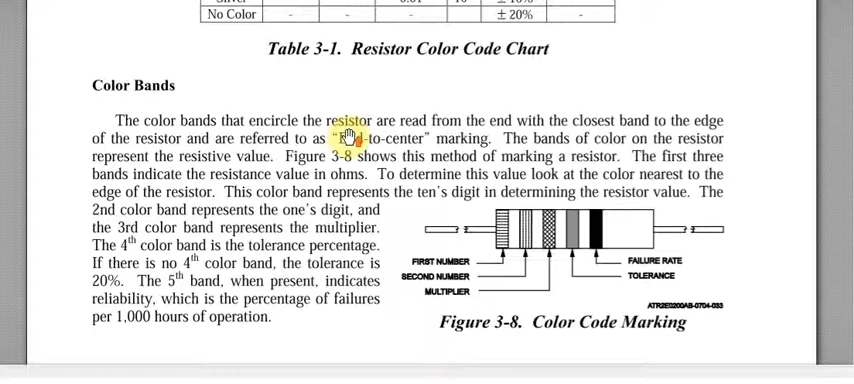 No Color - - - ± 20% -
Table 3-1. Resistor Color Code Chart
Color Bands
The color bands that encircle the resistor are read from the end with the closest band to the edge
of the resistor and are referred to as “End-to-center” marking. The bands of color on the resistor
represent the resistive value. Figure 3-8 shows this method of marking a resistor. The first three
bands indicate the resistance value in ohms. To determine this value look at the color nearest to the
edge of the resistor. This color band represents the ten's digit in determining the resistor value. The
2nd color band represents the one's digit, and
the 3rd color band represents the multiplier.
The 4th color band is the tolerance percentage.
If there is no 4th color band, the tolerance is
20%. The 5th band, when present, indicates
reliability, which is the percentage of failures
per 1,000 hours of operation.
FIRST NUMBER
SECOND NUMBER
MULTIPLIER
FAILURE RATE
TOLERANCE
ATR2E0200AB-0704-033
Figure 3-8. Color Code Marking